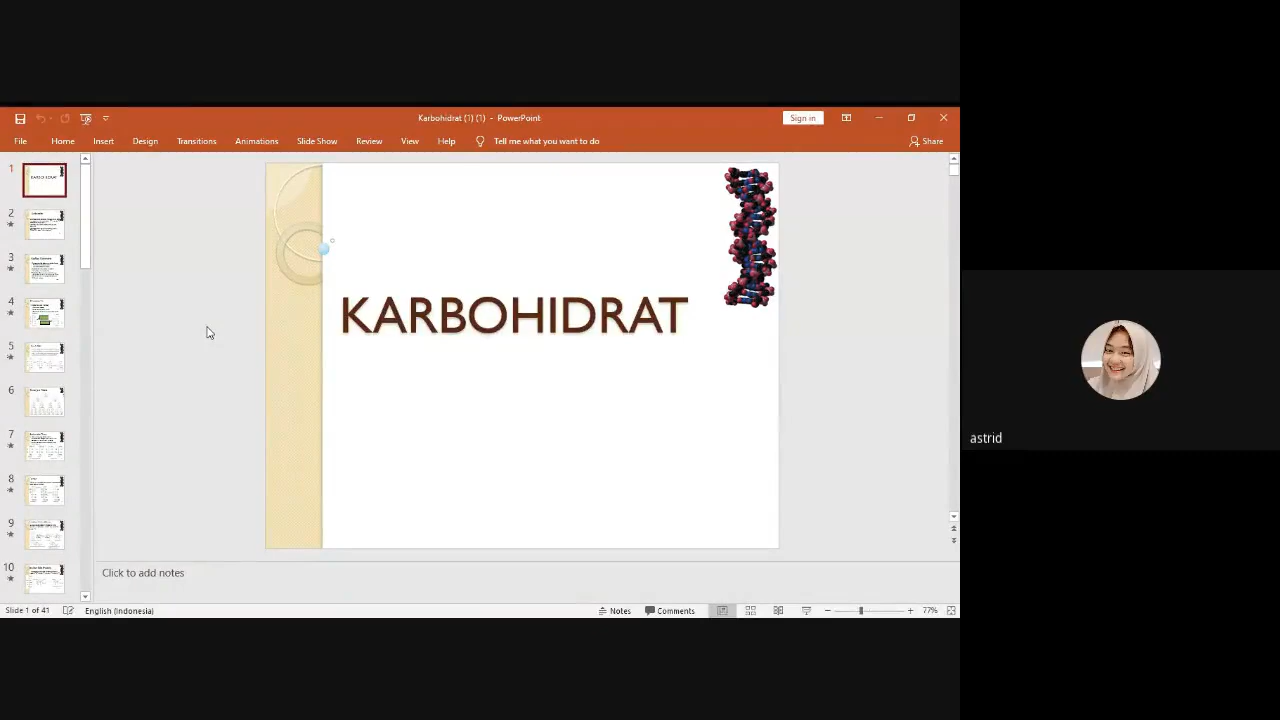 Karbohidrat (1) (1) - PowerPoint
Sign in
File Home Insert Design Transitions Animations Slide Show Review View Help Tell me what you want to do Share
1
KARBOHIDRAT
2
3
4
5
6
7
8
9
10
KARBOHIDRAT
astrid
Click to add notes
Slide 1 of 41 English (Indonesia) Notes Comments 77%